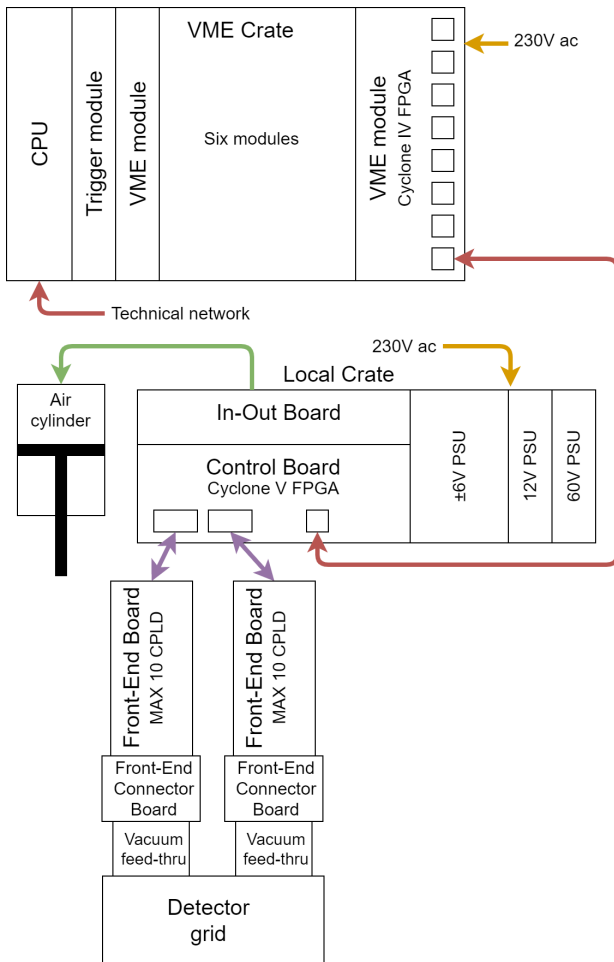 VME Crate
230V ac
CPU
Trigger module
VME module
Six modules
VME module
Cyclone IV FPGA
Technical network
230V ac
Local Crate
Air
cylinder
In-Out Board
Control Board
Cyclone V FPGA
±6V PSU
12V PSU
60V PSU
Front-End Board
MAX 10 CPLD
Front-End Board
MAX 10 CPLD
Front-End
Connector
Board
Front-End
Connector
Board
Vacuum
feed-thru
Vacuum
feed-thru
Detector
grid